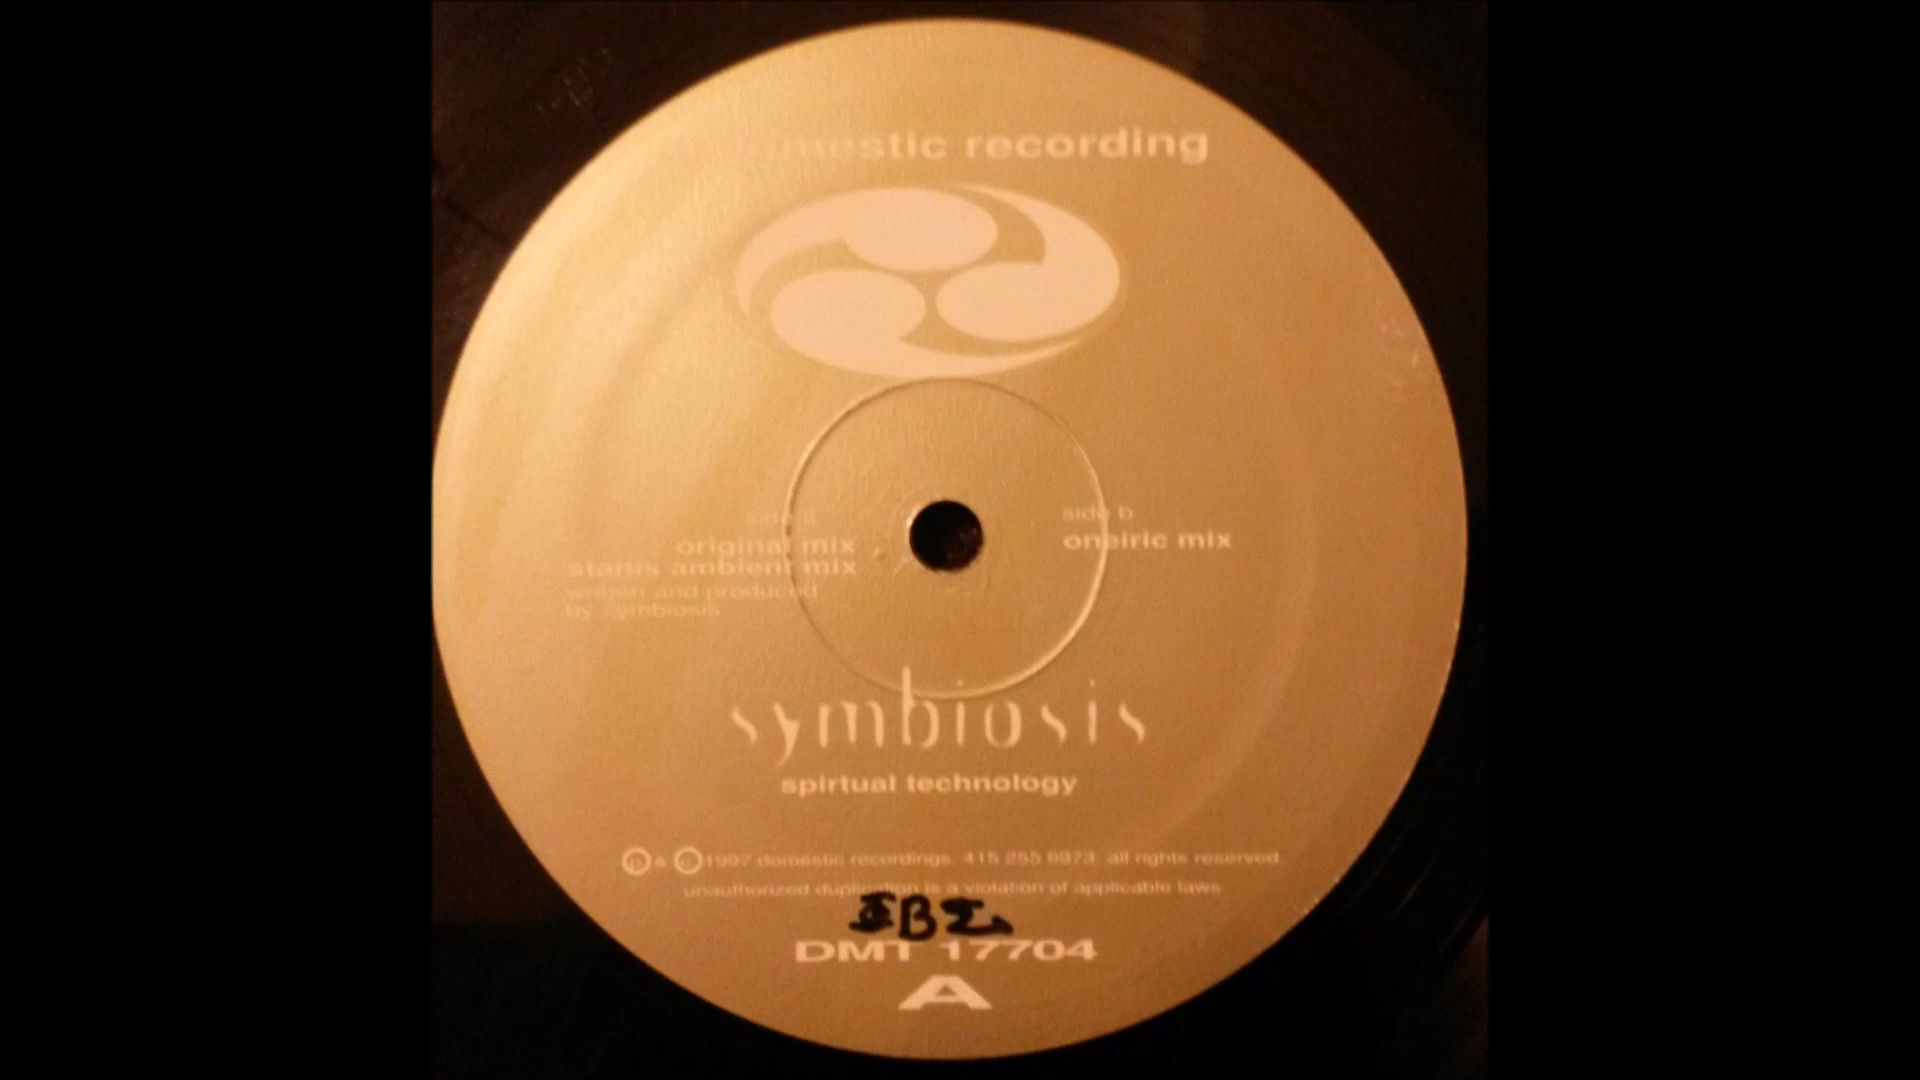 domestic recording
side a
original mix
stanis ambient mix
written and produced
by symbiosis
side b
oneiric mix
symbiosis
spirtual technology
℗ & ©1997 domestic recordings. 415 255 8973. all rights reserved
unauthorized duplication is a violation of applicable laws.
DMT 17704
A